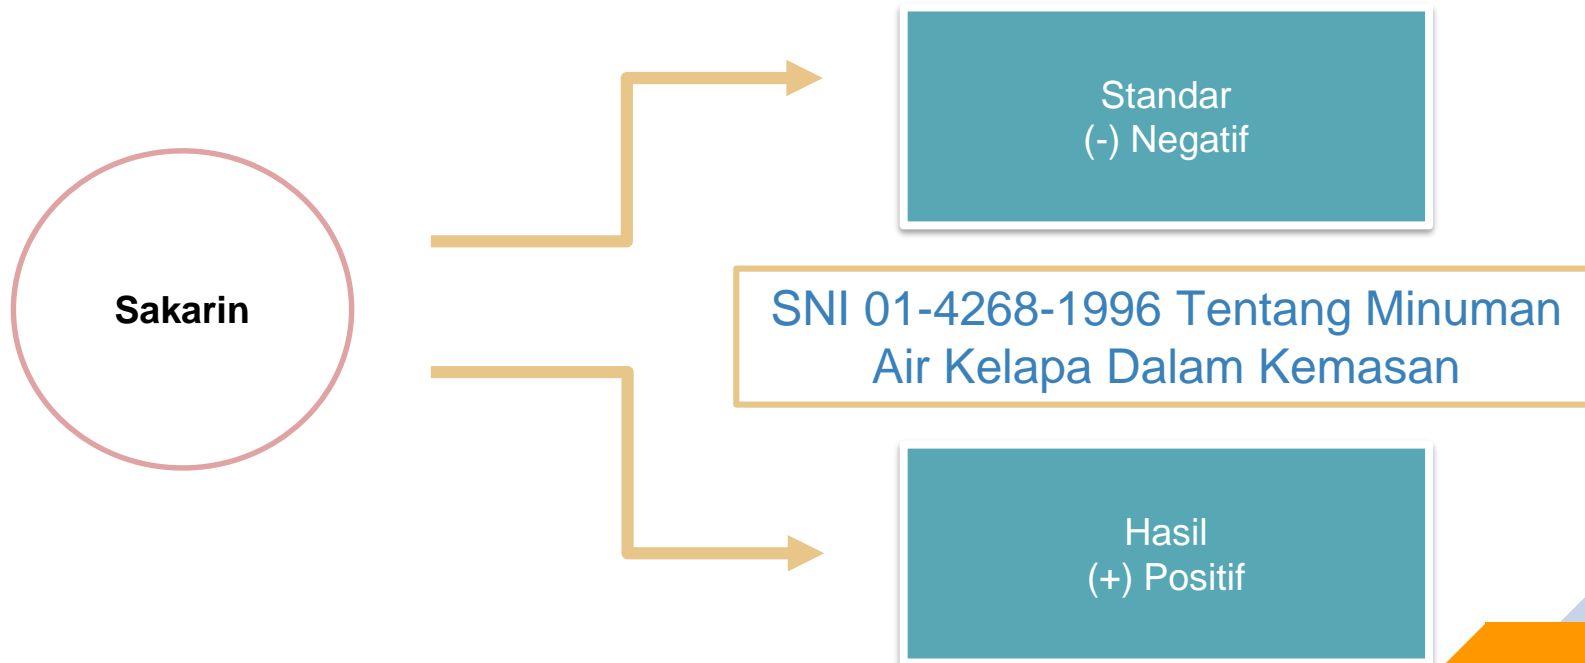 Sakarin
Standar
(-) Negatif
SNI 01-4268-1996 Tentang Minuman
Air Kelapa Dalam Kemasan
Hasil
(+) Positif